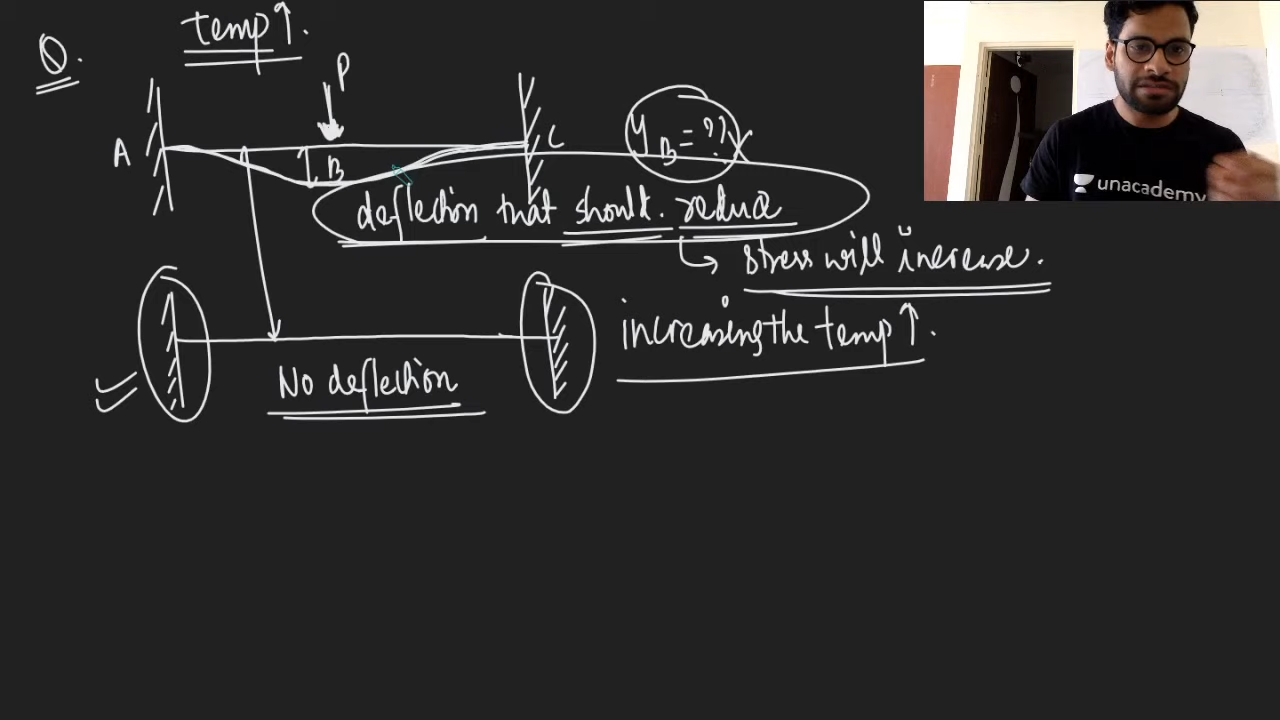 Q.
temp↑.
P
A
B
C
y_B = ??
deflection that should. reduce
↳ stress will increase.
increasing the temp↑.
No deflection
unacademy